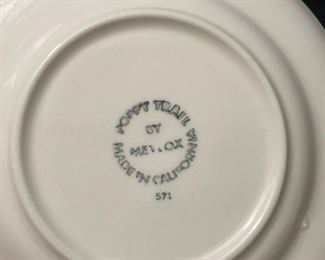 POPPY TRAIL
BY
METLOX
MADE IN CALIFORNIA
571